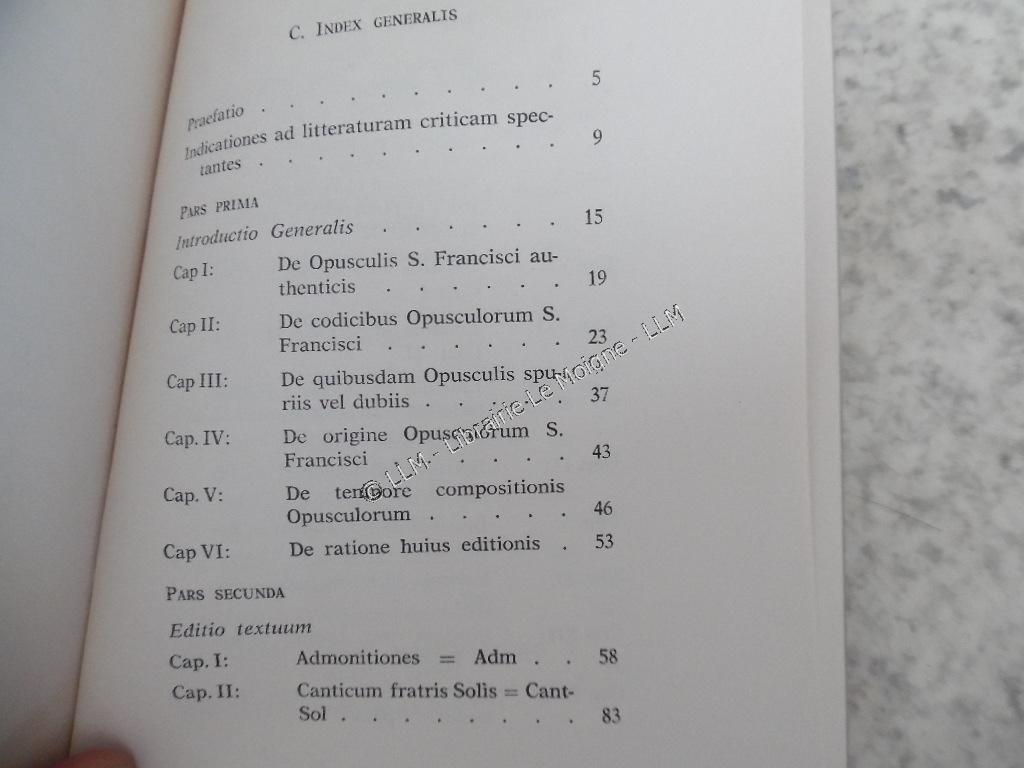 C. INDEX GENERALIS
Praefatio . . . . . . . . . . . 5
Indicationes ad litteraturam criticam spec-
tantes . . . . . . . . . . . 9
PARS PRIMA
Introductio Generalis . . . . . . 15
Cap I: De Opusculis S. Francisci au-
thenticis . . . . . . 19
Cap II: De codicibus Opusculorum S.
Francisci . . . . . . 23
Cap III: De quibusdam Opusculis spu-
riis vel dubiis . . . . . 37
Cap. IV: De origine Opusculorum S.
Francisci . . . . . 43
Cap. V: De tempore compositionis
Opusculorum . . . . . 46
Cap VI: De ratione huius editionis . 53
PARS SECUNDA
Editio textuum
Cap. I: Admonitiones = Adm . . 58
Cap. II: Canticum fratris Solis = Cant-
Sol . . . . . . . . 83
© LLM - Librairie Le Moigne - LLM